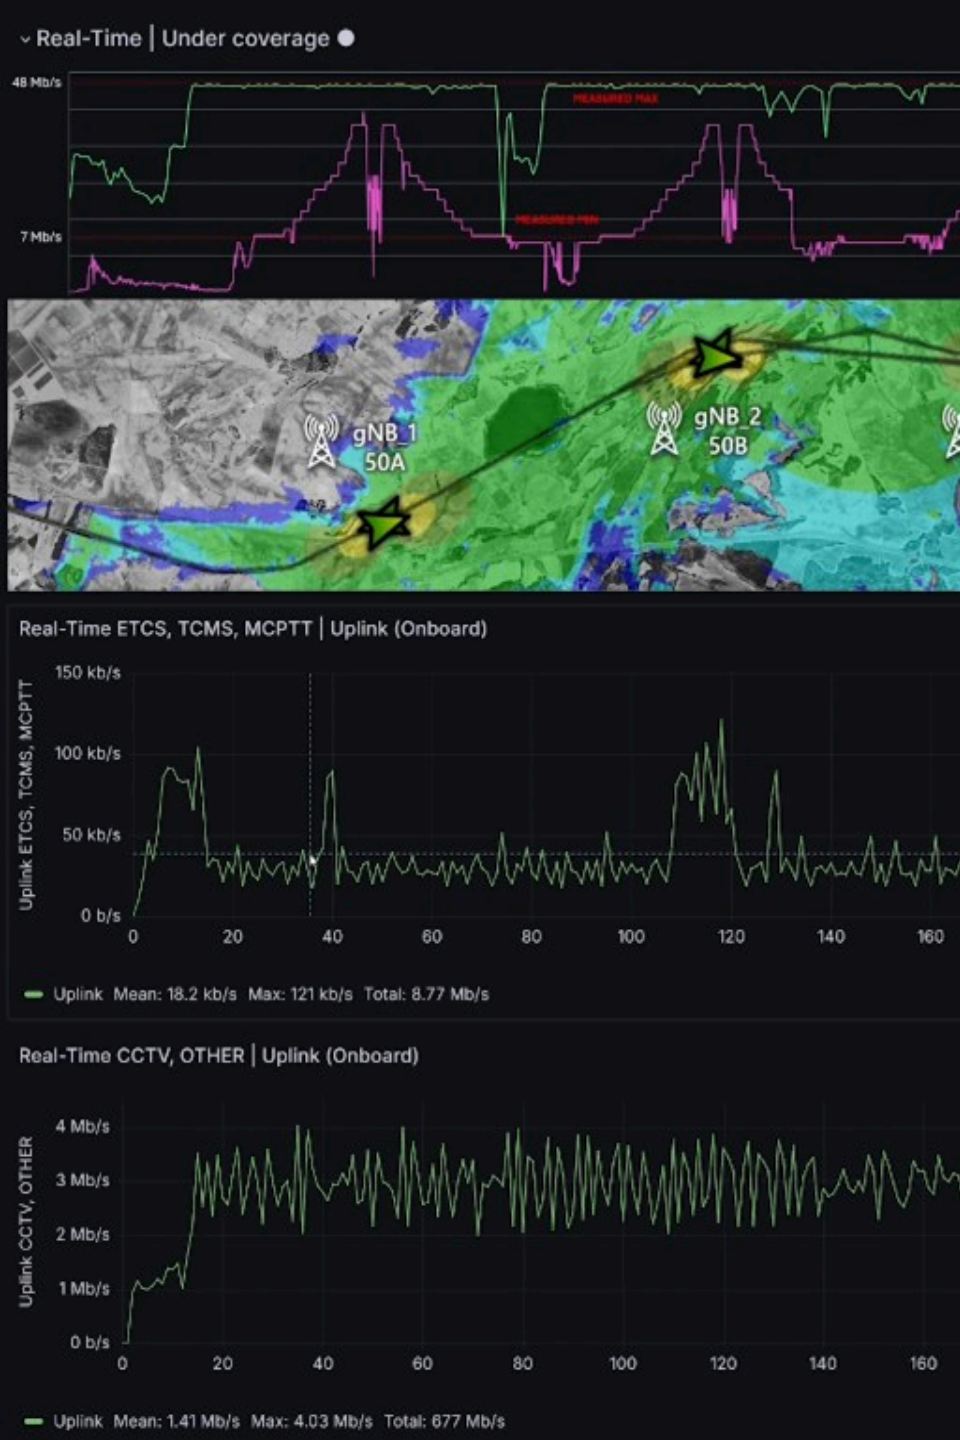 Real-Time | Under coverage
48 Mb/s
MEASURED MAX
MEASURED MIN
7 Mb/s
gNB_1
50A
gNB_2
50B
Real-Time ETCS, TCMS, MCPTT | Uplink (Onboard)
Uplink ETCS, TCMS, MCPTT
150 kb/s
100 kb/s
50 kb/s
0 b/s
0 20 40 60 80 100 120 140 160
Uplink Mean: 18.2 kb/s Max: 121 kb/s Total: 8.77 Mb/s
Real-Time CCTV, OTHER | Uplink (Onboard)
Uplink CCTV, OTHER
4 Mb/s
3 Mb/s
2 Mb/s
1 Mb/s
0 b/s
0 20 40 60 80 100 120 140 160
Uplink Mean: 1.41 Mb/s Max: 4.03 Mb/s Total: 677 Mb/s